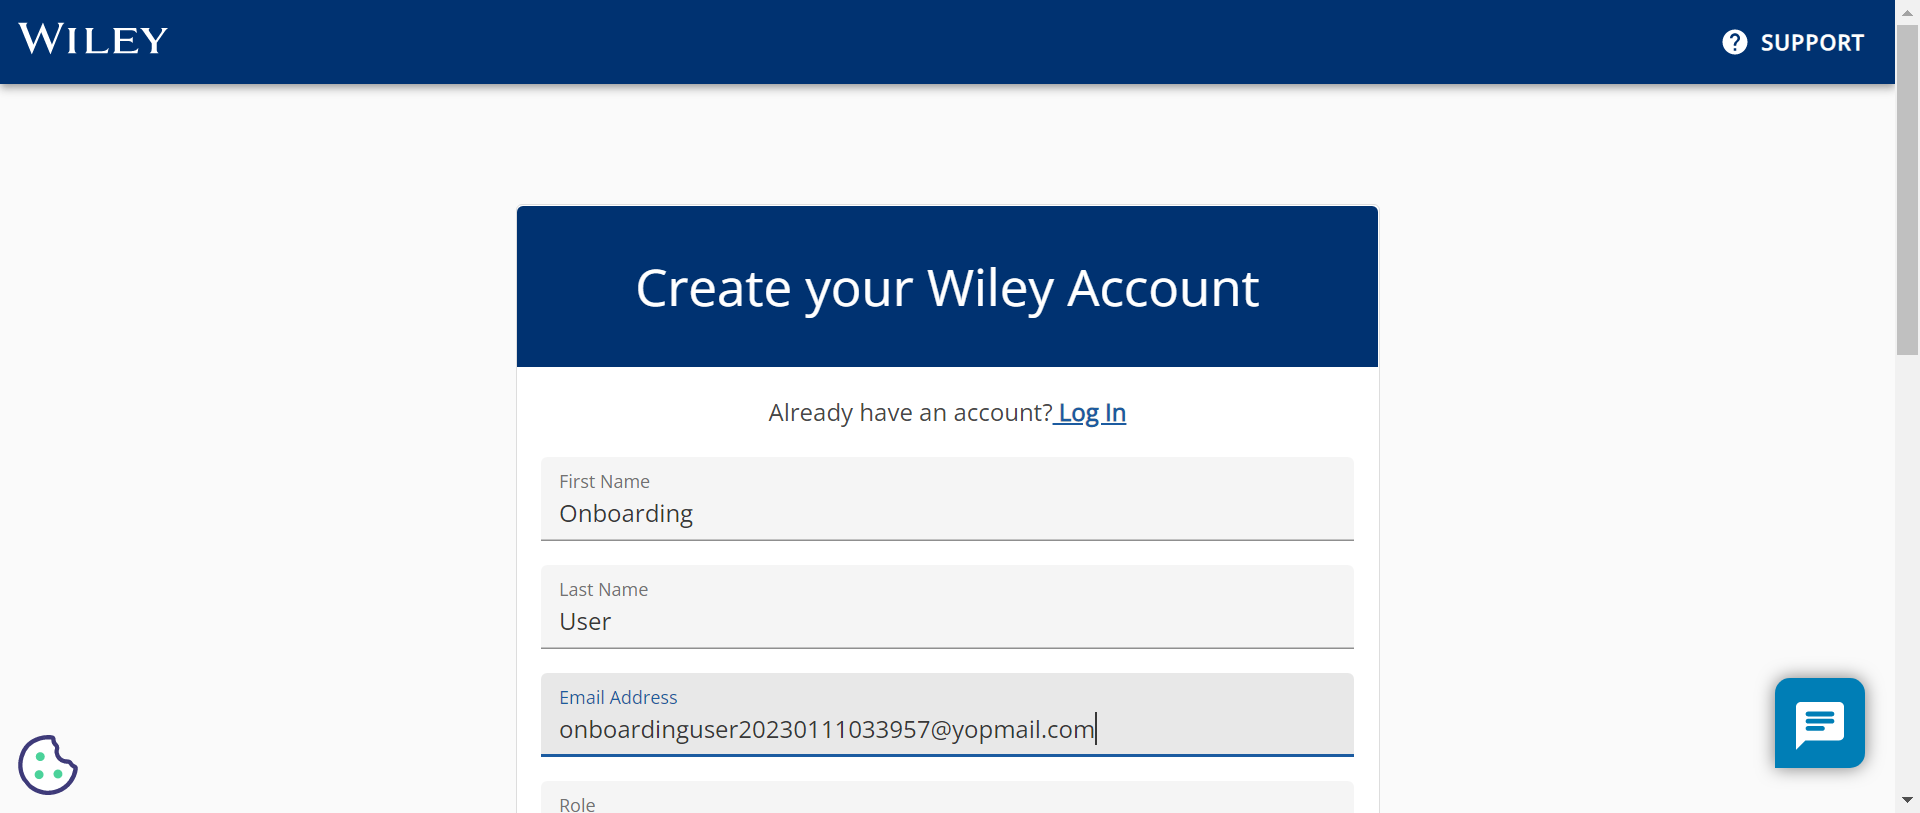 WILEY
SUPPORT
Create your Wiley Account
Already have an account? Log In
First Name
Onboarding
Last Name
User
Email Address
onboardinguser20230111033957@yopmail.com
Role